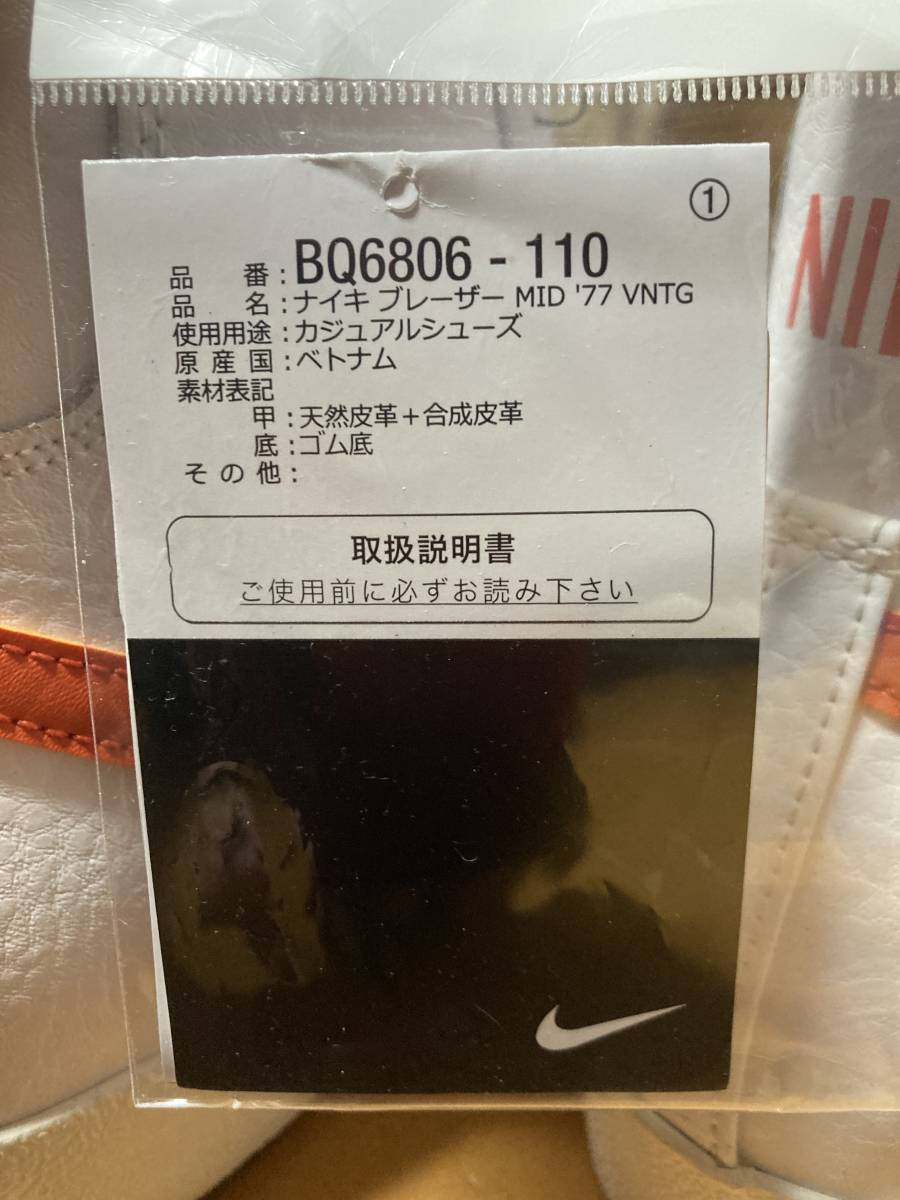 ①
品 番 : BQ6806 - 110
品 名 : ナイキ ブレーザー MID '77 VNTG
使用用途 : カジュアルシューズ
原産国 : ベトナム
素材表記
甲 : 天然皮革+合成皮革
底 : ゴム底
その他 :
取扱説明書
ご使用前に必ずお読み下さい